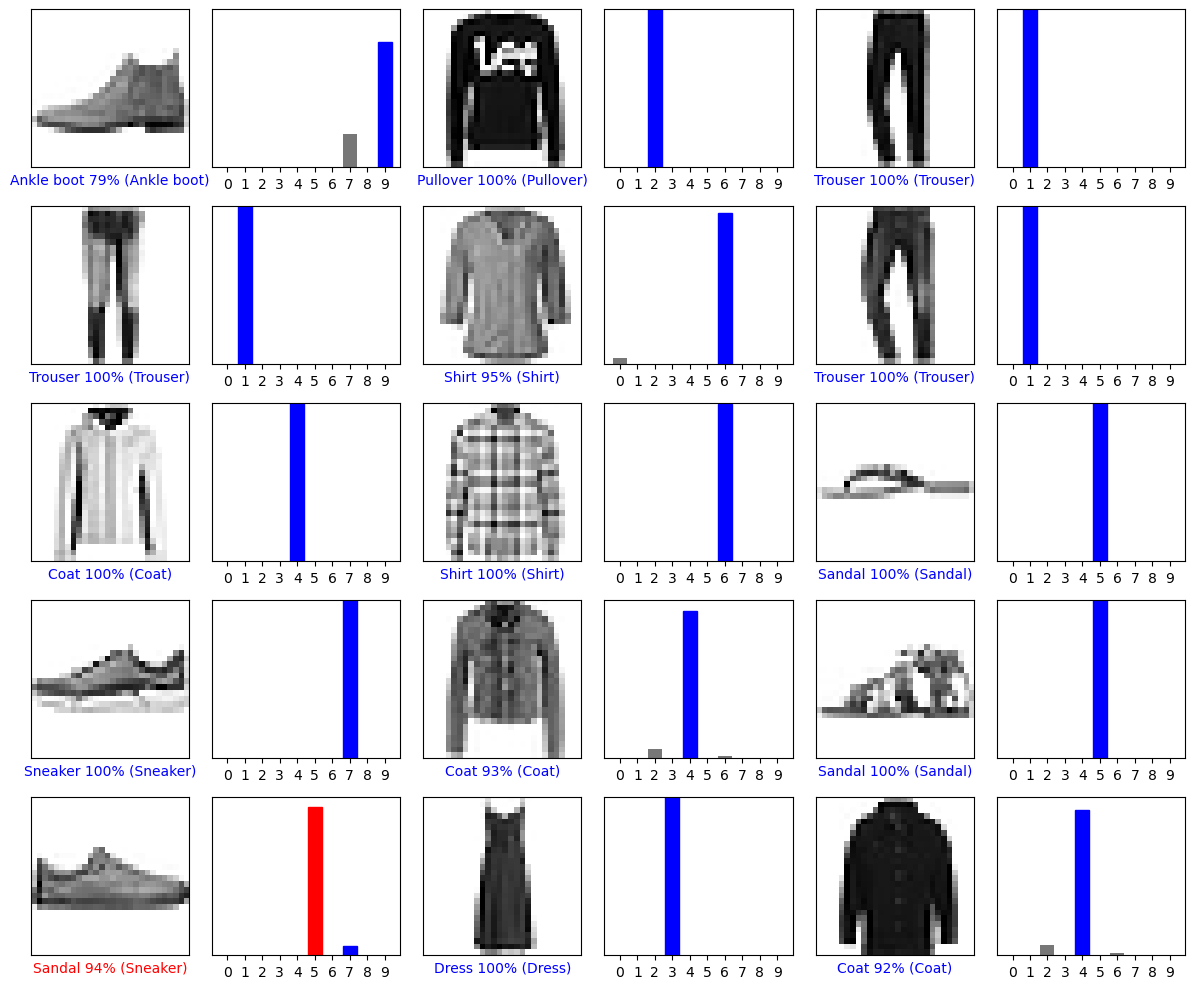 Lee
0 1 2 3 4 5 6 7 8 9 0 1 2 3 4 5 6 7 8 9 0 1 2 3 4 5 6 7 8 9
Ankle boot 79% (Ankle boot) Pullover 100% (Pullover) Trouser 100% (Trouser)
0 1 2 3 4 5 6 7 8 9 0 1 2 3 4 5 6 7 8 9 0 1 2 3 4 5 6 7 8 9
Trouser 100% (Trouser) Shirt 95% (Shirt) Trouser 100% (Trouser)
0 1 2 3 4 5 6 7 8 9 0 1 2 3 4 5 6 7 8 9 0 1 2 3 4 5 6 7 8 9
Coat 100% (Coat) Shirt 100% (Shirt) Sandal 100% (Sandal)
0 1 2 3 4 5 6 7 8 9 0 1 2 3 4 5 6 7 8 9 0 1 2 3 4 5 6 7 8 9
Sneaker 100% (Sneaker) Coat 93% (Coat) Sandal 100% (Sandal)
0 1 2 3 4 5 6 7 8 9 0 1 2 3 4 5 6 7 8 9 0 1 2 3 4 5 6 7 8 9
Sandal 94% (Sneaker) Dress 100% (Dress) Coat 92% (Coat)